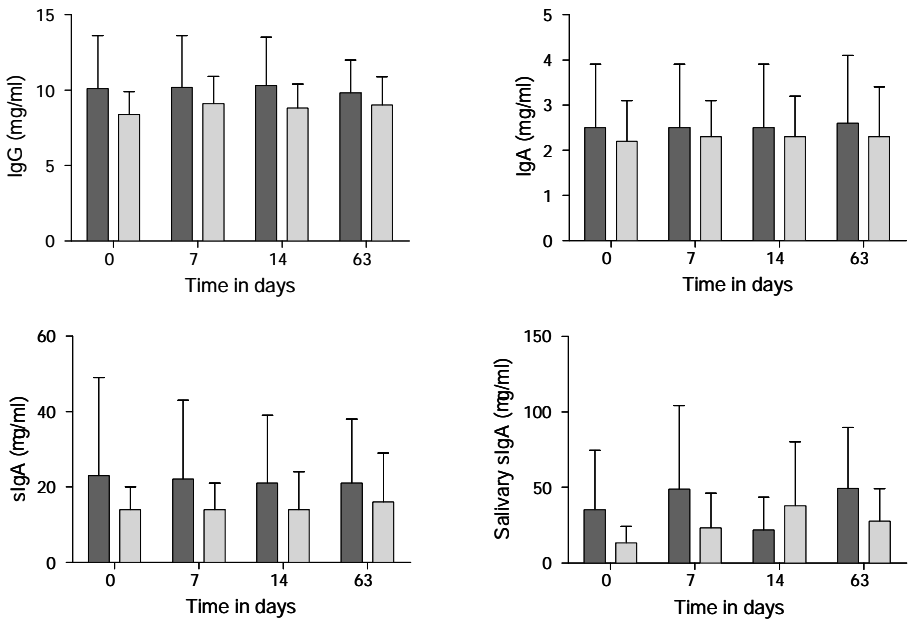 15
10
5
0
IgG (mg/ml)
0 7 14 63
Time in days
5
4
3
2
1
0
IgA (mg/ml)
0 7 14 63
Time in days
60
40
20
0
sIgA (mg/ml)
0 7 14 63
Time in days
150
100
50
0
Salivary sIgA (mg/ml)
0 7 14 63
Time in days